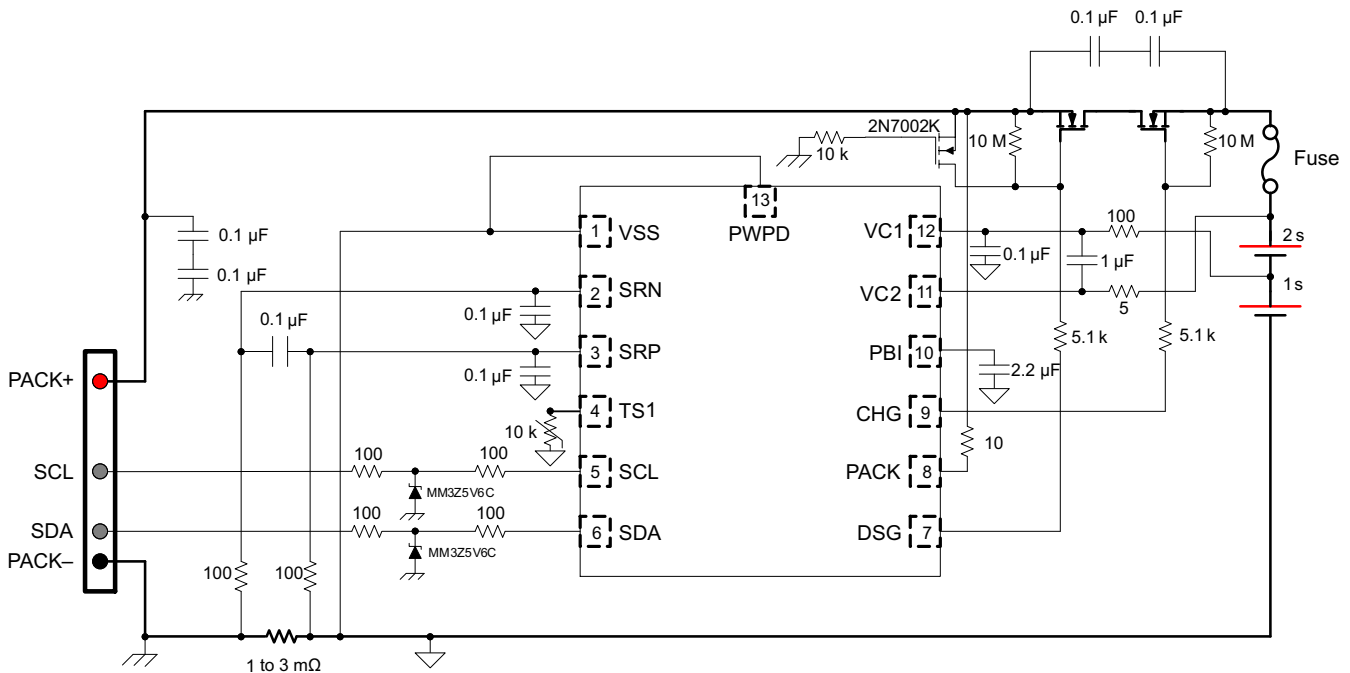 0.1 µF
0.1 µF
2N7002K
10 k
10 M
10 M
Fuse
13
PWPD
1
VSS
VC1
12
100
2 s
0.1 µF
0.1 µF
0.1 µF
1 µF
2
SRN
VC2
11
5
1 s
0.1 µF
0.1 µF
3
SRP
PBI
10
5.1 k
5.1 k
0.1 µF
2.2 µF
PACK+
4
TS1
CHG
9
10 k
10
SCL
100
100
5
SCL
PACK
8
MM3Z5V6C
SDA
100
100
6
SDA
DSG
7
MM3Z5V6C
PACK–
100
100
1 to 3 mΩ